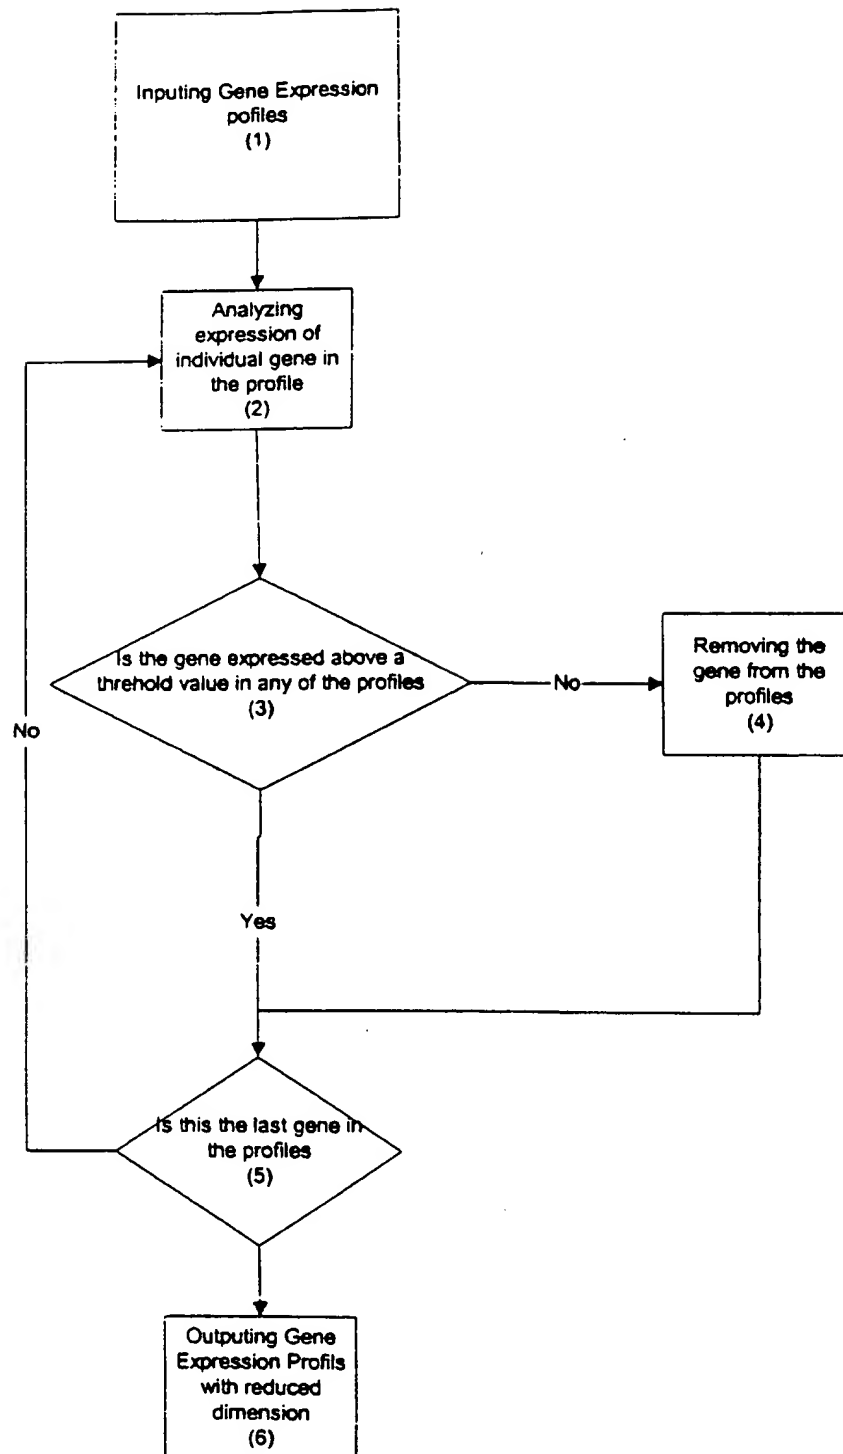 Inputing Gene Expression
pofiles
(1)
Analyzing
expression of
individual gene in
the profile
(2)
Is the gene expressed above a
threhold value in any of the profiles
(3)
No
Removing the
gene from the
profiles
(4)
No
Yes
Is this the last gene in
the profiles
(5)
Outputing Gene
Expression Profils
with reduced
dimension
(6)